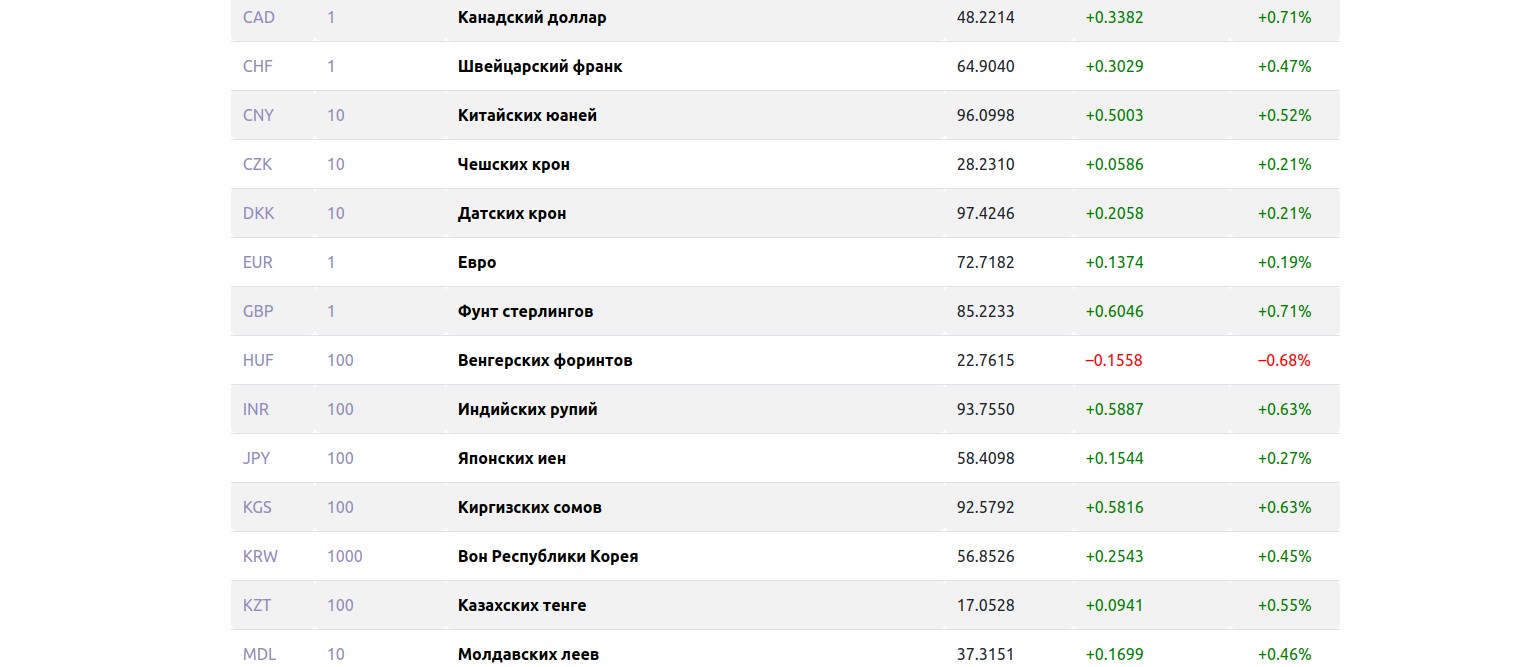 CAD 1 Канадский доллар 48.2214 +0.3382 +0.71%
CHF 1 Швейцарский франк 64.9040 +0.3029 +0.47%
CNY 10 Китайских юаней 96.0998 +0.5003 +0.52%
CZK 10 Чешских крон 28.2310 +0.0586 +0.21%
DKK 10 Датских крон 97.4246 +0.2058 +0.21%
EUR 1 Евро 72.7182 +0.1374 +0.19%
GBP 1 Фунт стерлингов 85.2233 +0.6046 +0.71%
HUF 100 Венгерских форинтов 22.7615 −0.1558 −0.68%
INR 100 Индийских рупий 93.7550 +0.5887 +0.63%
JPY 100 Японских иен 58.4098 +0.1544 +0.27%
KGS 100 Киргизских сомов 92.5792 +0.5816 +0.63%
KRW 1000 Вон Республики Корея 56.8526 +0.2543 +0.45%
KZT 100 Казахских тенге 17.0528 +0.0941 +0.55%
MDL 10 Молдавских леев 37.3151 +0.1699 +0.46%